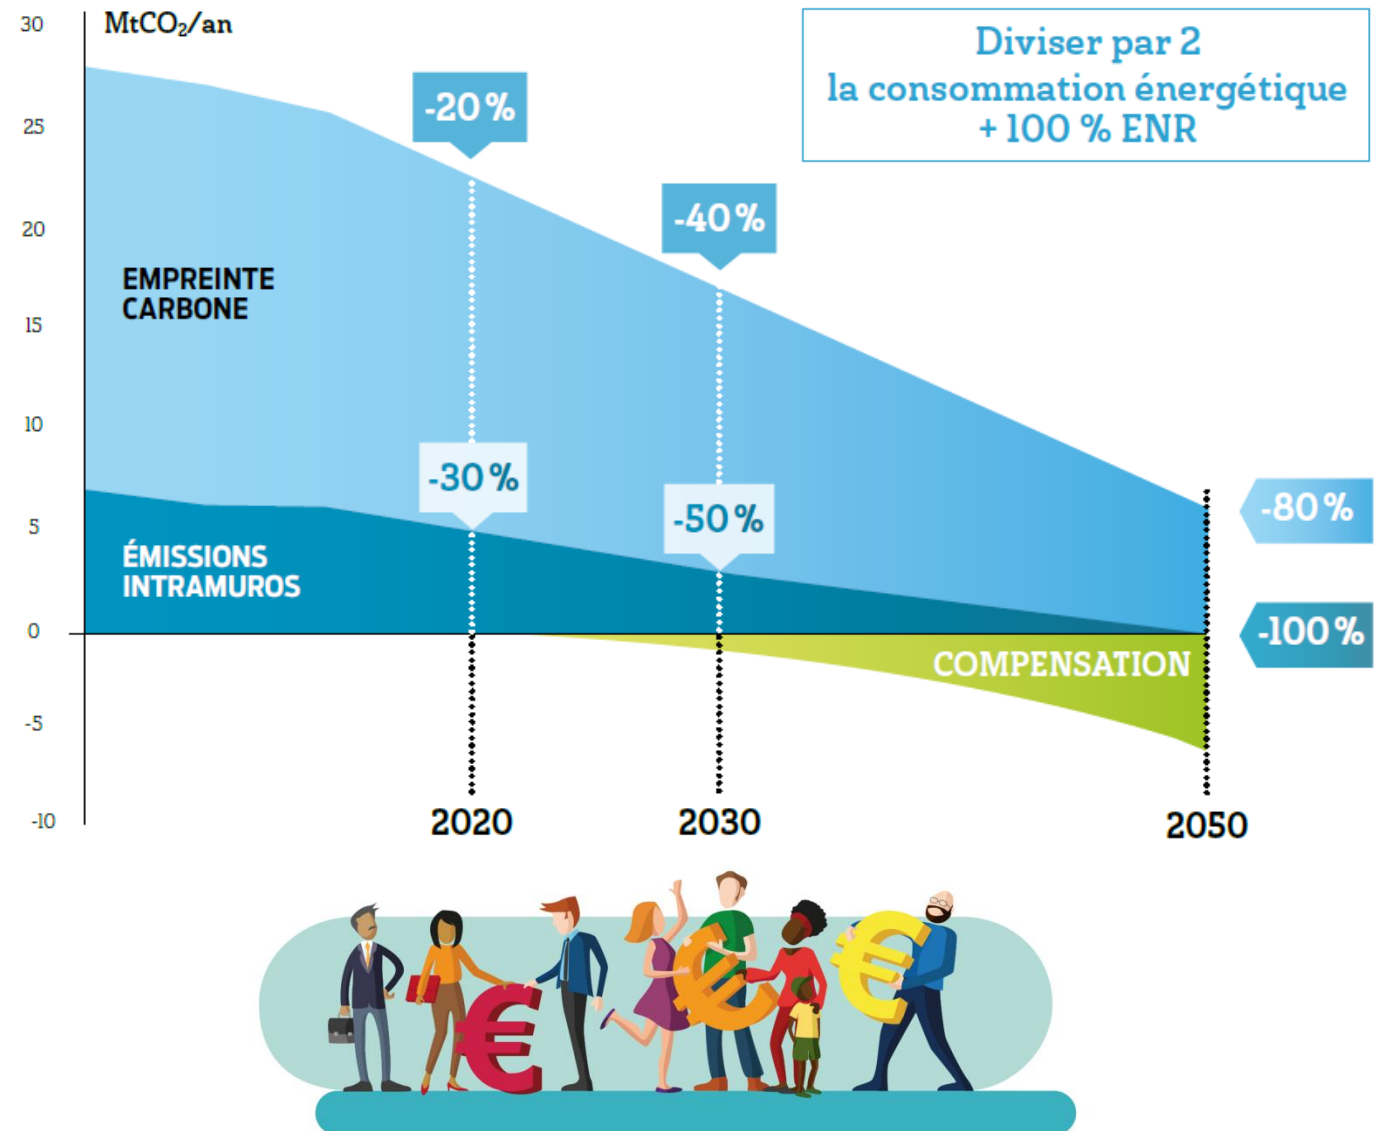 30
MtCO₂/an
Diviser par 2
la consommation énergétique
+ 100 % ENR
-20 %
25
-40 %
20
EMPREINTE
CARBONE
15
10
-30 %
-50 %
-80 %
5
ÉMISSIONS
INTRAMUROS
0
-100 %
COMPENSATION
-5
-10
2020
2030
2050
€
€
€